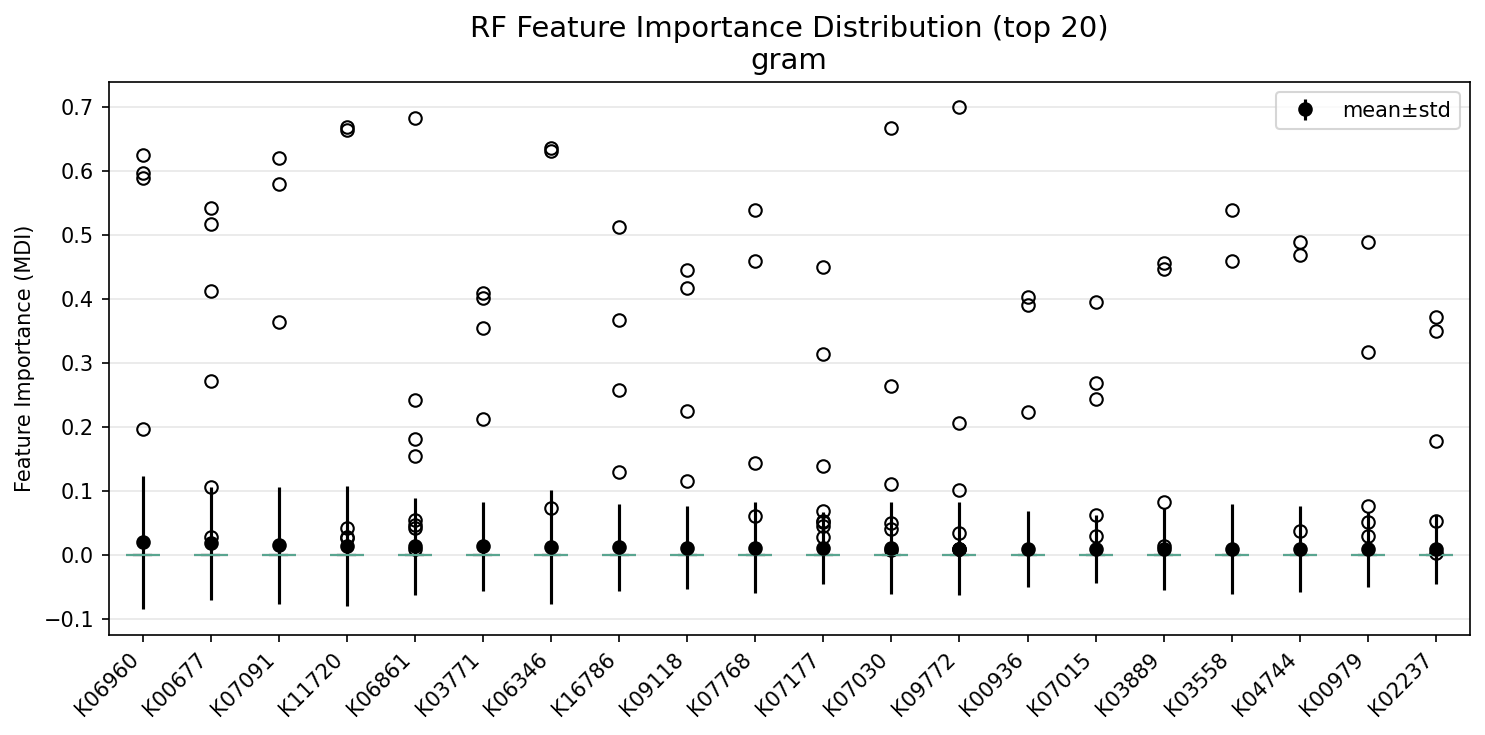 RF Feature Importance Distribution (top 20)
gram
mean±std
Feature Importance (MDI)
0.7
0.6
0.5
0.4
0.3
0.2
0.1
0.0
−0.1
K06960
K00677
K07091
K11720
K06861
K03771
K06346
K16786
K09118
K07768
K07177
K07030
K09772
K00936
K07015
K03889
K03558
K04744
K00979
K02237